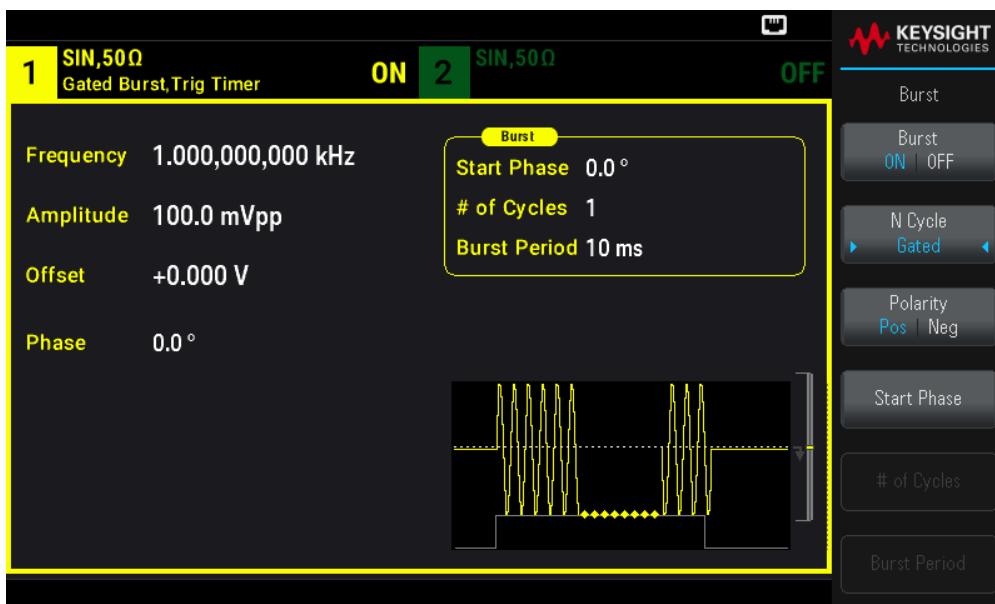 KEYSIGHT
TECHNOLOGIES
1
SIN,50Ω
Gated Burst,Trig Timer
ON
2
SIN,50Ω
OFF
Burst
Frequency 1.000,000,000 kHz
Amplitude 100.0 mVpp
Offset +0.000 V
Phase 0.0 °
Burst
Start Phase 0.0 °
# of Cycles 1
Burst Period 10 ms
Burst
ON | OFF
N Cycle
Gated
Polarity
Pos | Neg
Start Phase
# of Cycles
Burst Period